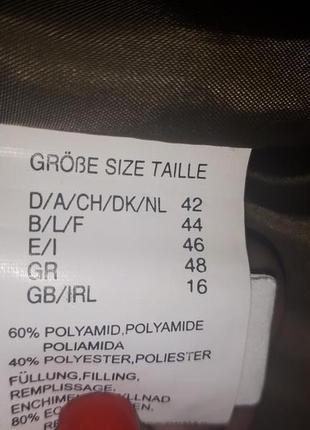 GRÖßE SIZE TAILLE
D/A/CH/DK/NL 42
B/L/F 44
E/I 46
GR 48
GB/IRL 16
60% POLYAMID,POLYAMIDE
POLIAMIDA
40% POLYESTER,POLIESTER
FÜLLUNG,FILLING,
REMPLISSAGE,
80%